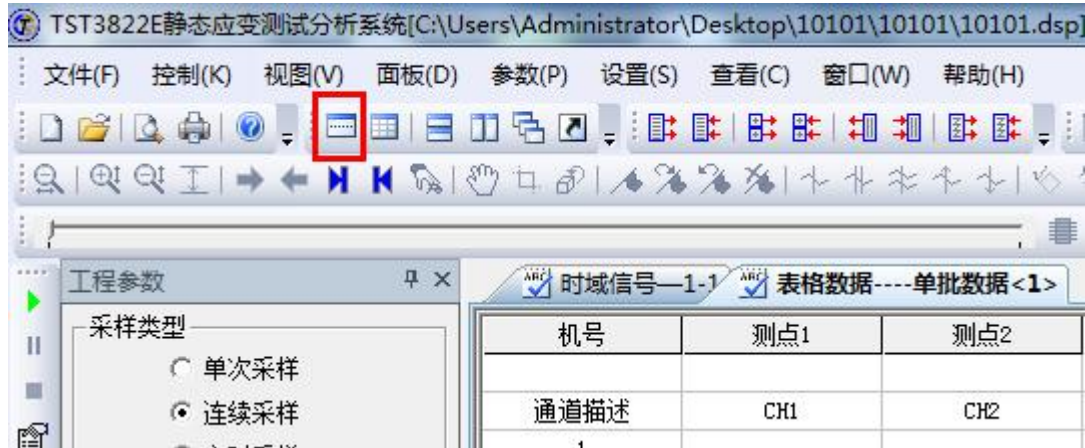 TST3822E静态应变测试分析系统[C:\Users\Administrator\Desktop\10101\10101\10101.dsp]
文件(F) 控制(K) 视图(V) 面板(D) 参数(P) 设置(S) 查看(C) 窗口(W) 帮助(H)
工程参数
时域信号—1-1 表格数据----单批数据<1>
采样类型
机号 测点1 测点2
单次采样
连续采样
通道描述 CH1 CH2